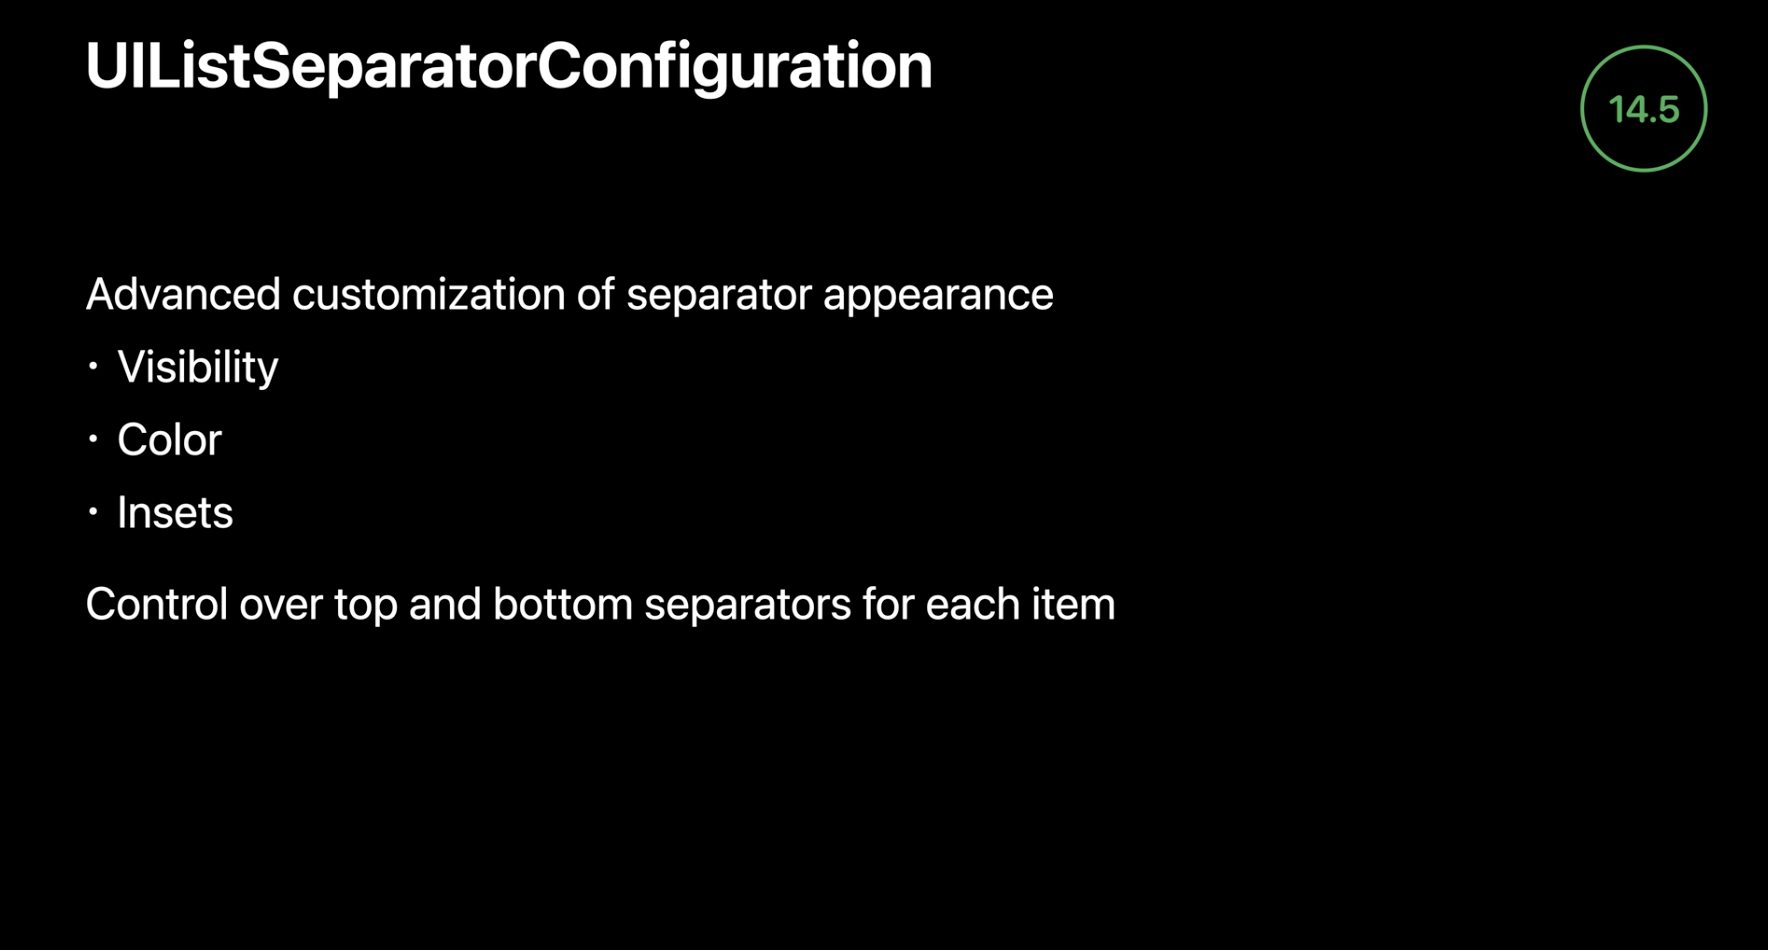 UIListSeparatorConfiguration
14.5
Advanced customization of separator appearance
• Visibility
• Color
• Insets
Control over top and bottom separators for each item